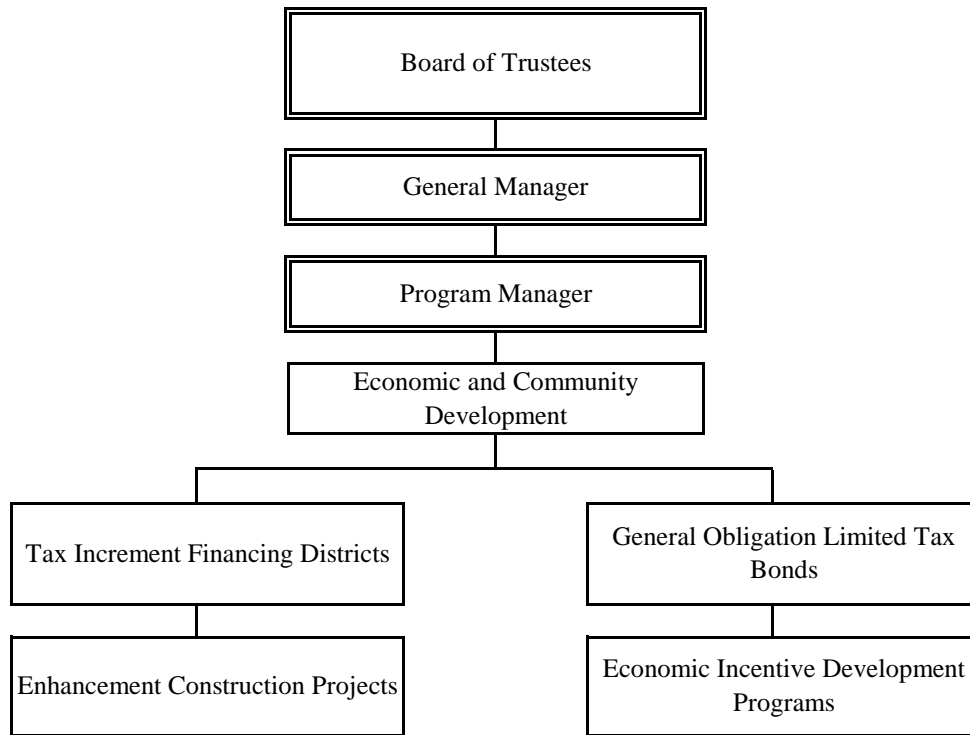 Board of Trustees
General Manager
Program Manager
Economic and Community
Development
Tax Increment Financing Districts
General Obligation Limited Tax
Bonds
Enhancement Construction Projects
Economic Incentive Development
Programs